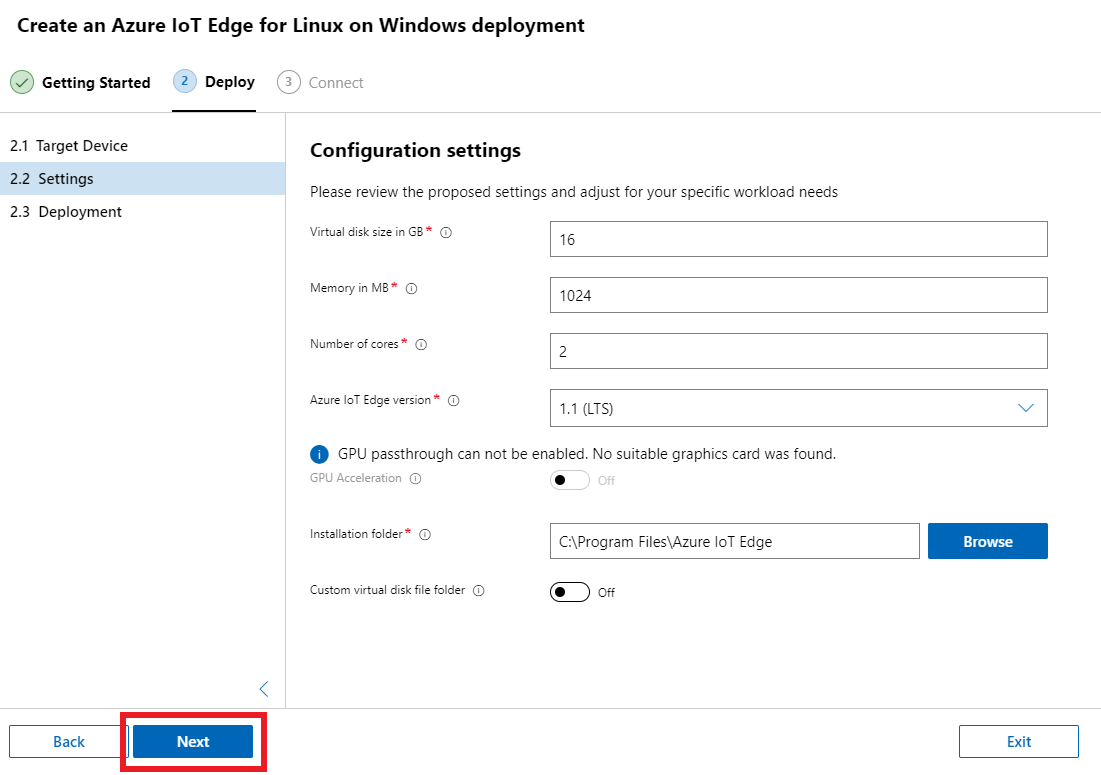 Create an Azure IoT Edge for Linux on Windows deployment
Getting Started
2 Deploy
3 Connect
2.1 Target Device
2.2 Settings
2.3 Deployment
Configuration settings
Please review the proposed settings and adjust for your specific workload needs
Virtual disk size in GB*
16
Memory in MB*
1024
Number of cores*
2
Azure IoT Edge version*
1.1 (LTS)
GPU passthrough can not be enabled. No suitable graphics card was found.
GPU Acceleration
Off
Installation folder*
C:\Program Files\Azure IoT Edge
Browse
Custom virtual disk file folder
Off
Back
Next
Exit